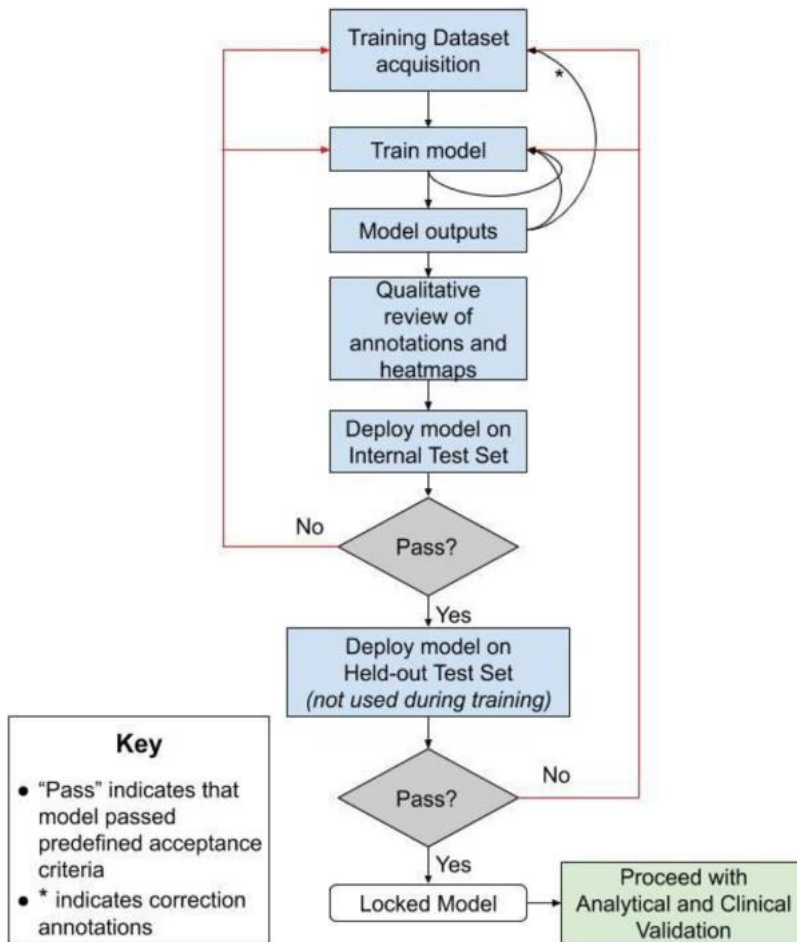 Training Dataset
acquisition
*
Train model
Model outputs
Qualitative
review of
annotations and
heatmaps
Deploy model on
Internal Test Set
No
Pass?
Yes
Deploy model on
Held-out Test Set
(not used during training)
No
Pass?
Yes
Locked Model
Proceed with
Analytical and Clinical
Validation
Key
● “Pass” indicates that
model passed
predefined acceptance
criteria
● * indicates correction
annotations